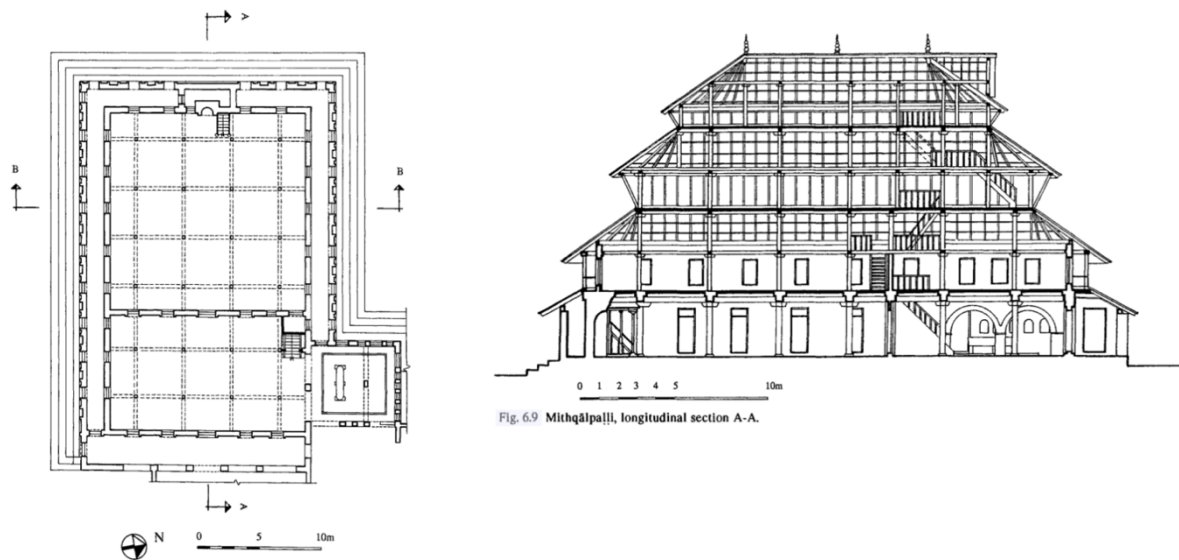 A
B
B
A
N 0 5 10m
0 1 2 3 4 5 10m
Fig. 6.9 Mithqālpaḷḷi, longitudinal section A-A.